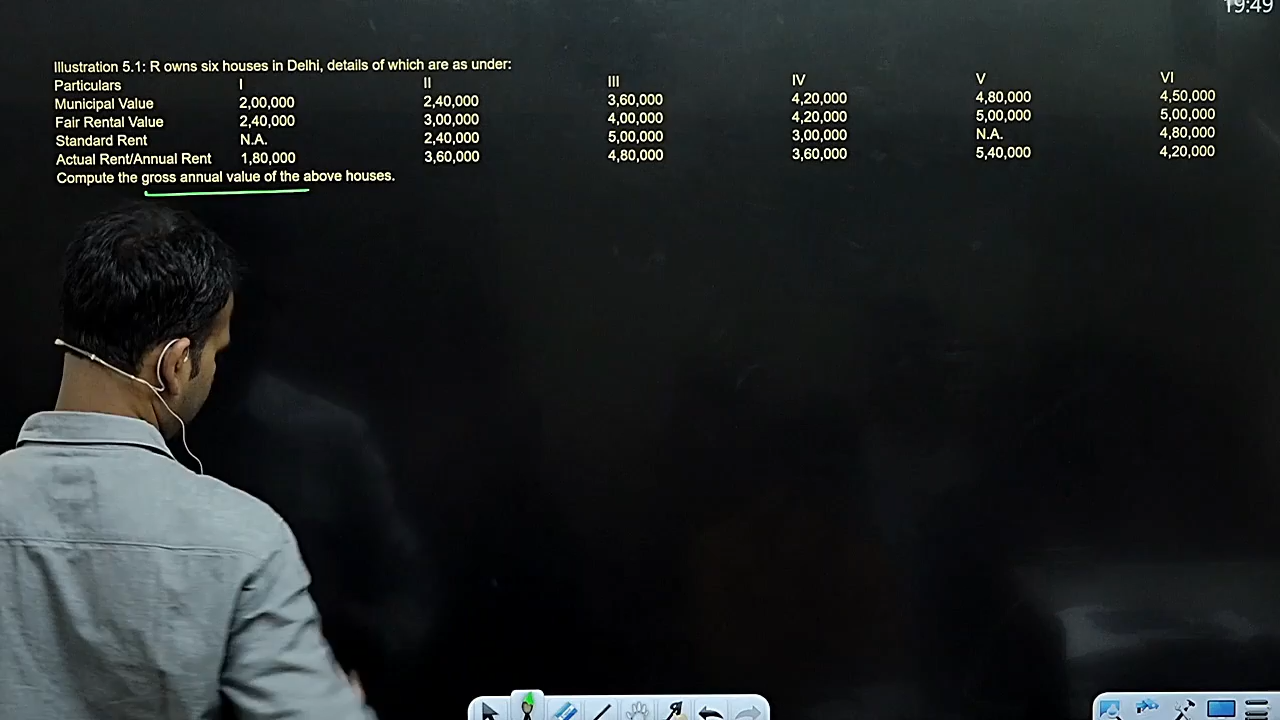 19:49
Illustration 5.1: R owns six houses in Delhi, details of which are as under:
Particulars I II III IV V VI
Municipal Value 2,00,000 2,40,000 3,60,000 4,20,000 4,80,000 4,50,000
Fair Rental Value 2,40,000 3,00,000 4,00,000 4,20,000 5,00,000 5,00,000
Standard Rent N.A. 2,40,000 5,00,000 3,00,000 N.A. 4,80,000
Actual Rent/Annual Rent 1,80,000 3,60,000 4,80,000 3,60,000 5,40,000 4,20,000
Compute the gross annual value of the above houses.